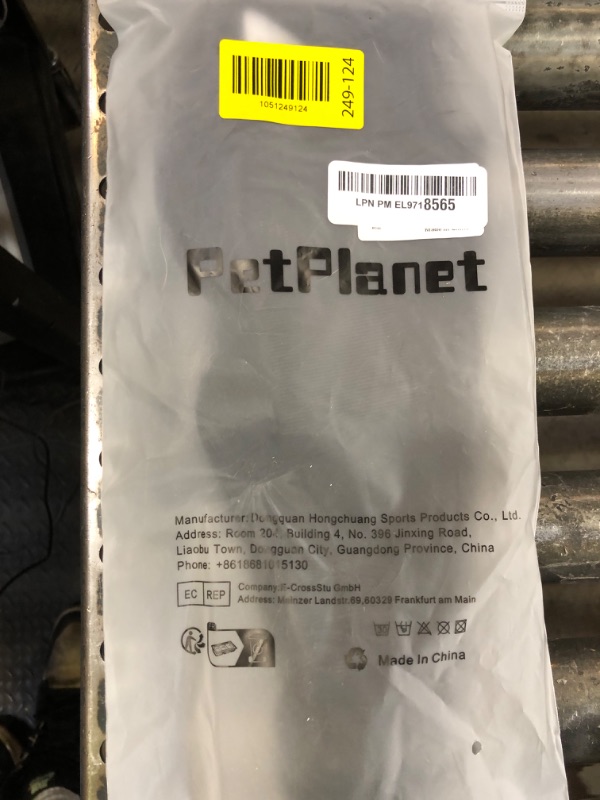 1051249124
249-124
LPN PM EL9718565
PetPlanet
Manufacturer: Dongguan Hongchuang Sports Products Co., Ltd.
Address: Room 204, Building 4, No. 396 Jinxing Road,
Liaobu Town, Dongguan City, Guangdong Province, China
Phone: +8618681015130
EC REP
Company:E-CrossStu GmbH
Address: Mainzer Landstr.69,60329 Frankfurt am Main
Made In China